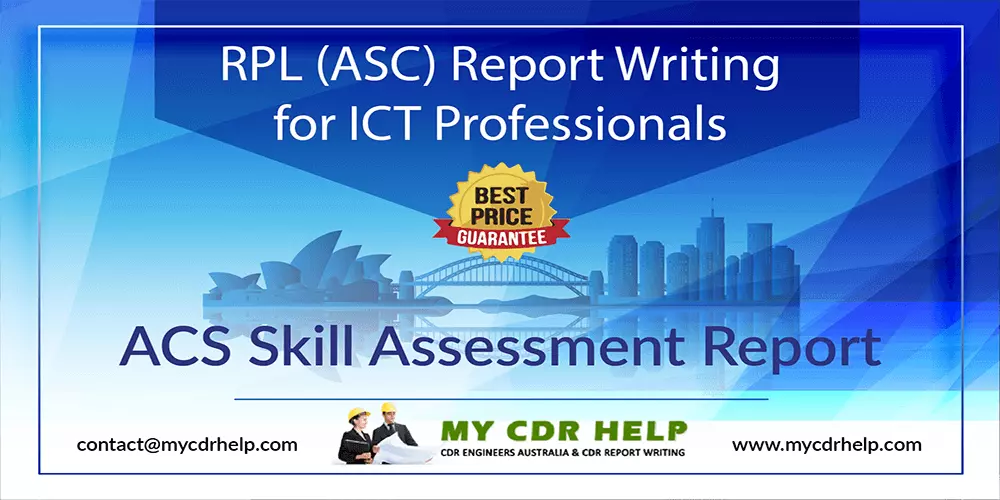 RPL (ASC) Report Writing
for ICT Professionals
BEST
PRICE
GUARANTEE
ACS Skill Assessment Report
contact@mycdrhelp.com
MY CDR HELP
CDR ENGINEERS AUSTRALIA & CDR REPORT WRITING
www.mycdrhelp.com